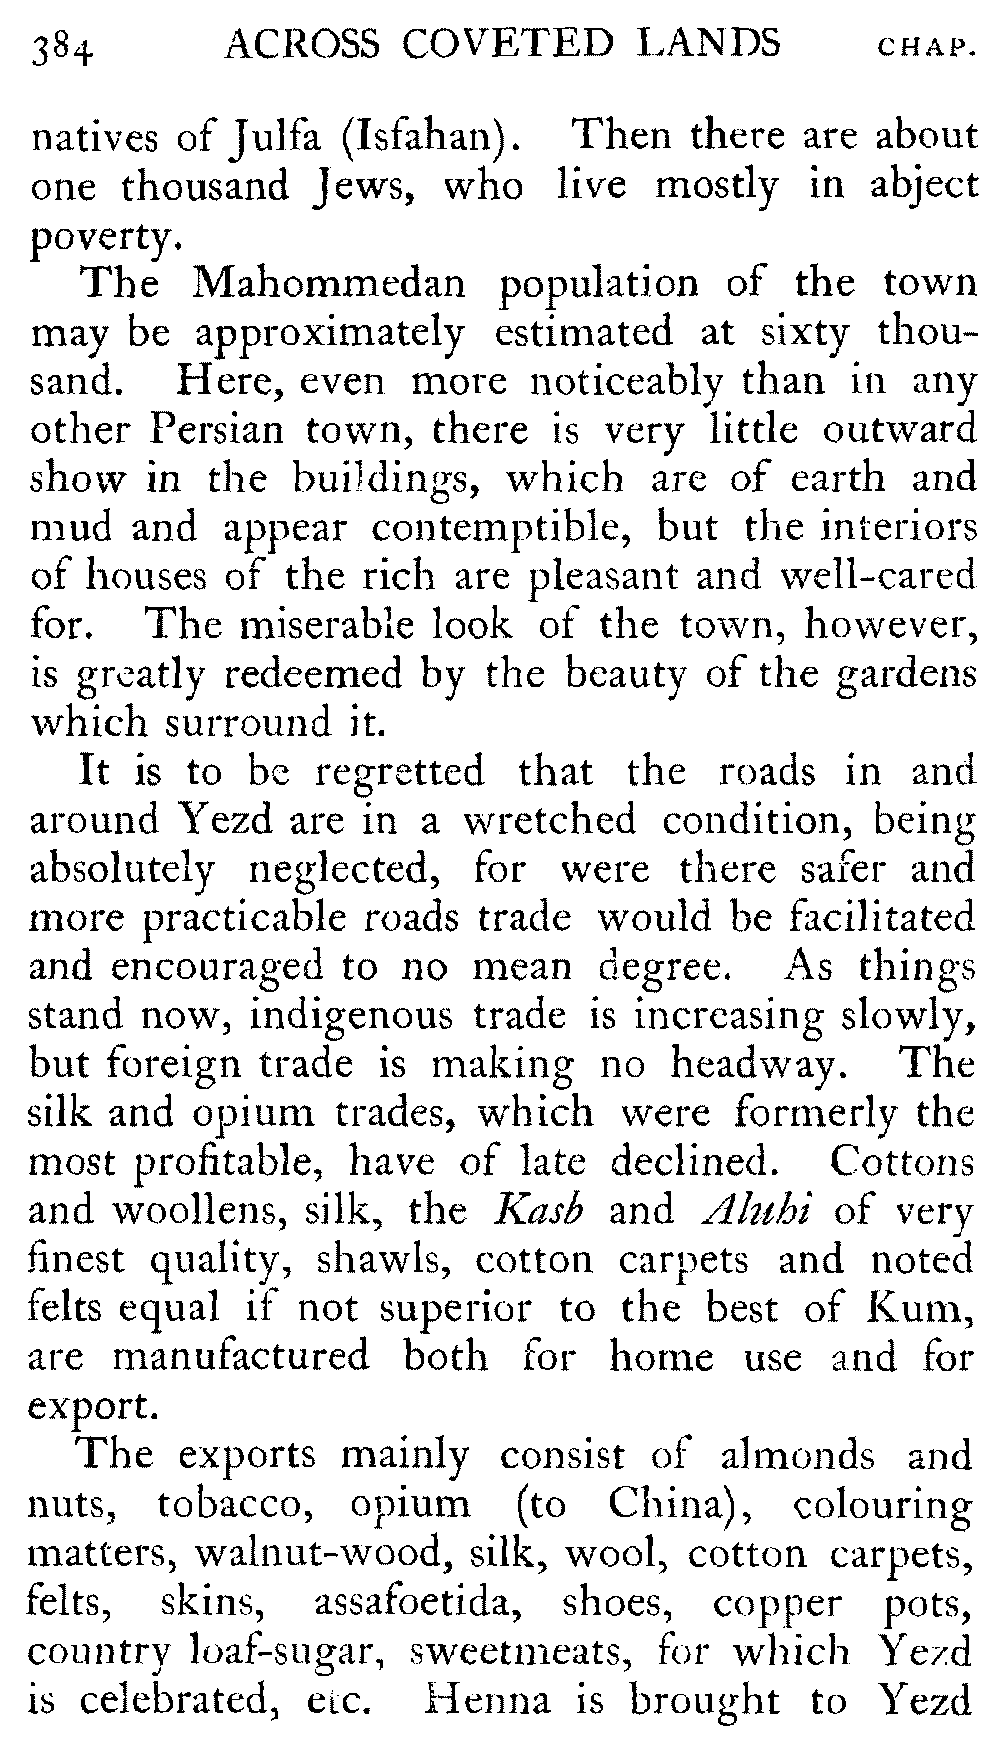 384 ACROSS COVETED LANDS CHAP.
natives of Julfa (Isfahan). Then there are about
one thousand Jews, who live mostly in abject
poverty.
The Mahommedan population of the town
may be approximately estimated at sixty thou-
sand. Here, even more noticeably than in any
other Persian town, there is very little outward
show in the buildings, which are of earth and
mud and appear contemptible, but the interiors
of houses of the rich are pleasant and well-cared
for. The miserable look of the town, however,
is greatly redeemed by the beauty of the gardens
which surround it.
It is to be regretted that the roads in and
around Yezd are in a wretched condition, being
absolutely neglected, for were there safer and
more practicable roads trade would be facilitated
and encouraged to no mean degree. As things
stand now, indigenous trade is increasing slowly,
but foreign trade is making no headway. The
silk and opium trades, which were formerly the
most profitable, have of late declined. Cottons
and woollens, silk, the Kasb and Aluhi of very
finest quality, shawls, cotton carpets and noted
felts equal if not superior to the best of Kum,
are manufactured both for home use and for
export.
The exports mainly consist of almonds and
nuts, tobacco, opium (to China), colouring
matters, walnut-wood, silk, wool, cotton carpets,
felts, skins, assafoetida, shoes, copper pots,
country loaf-sugar, sweetmeats, for which Yezd
is celebrated, etc. Henna is brought to Yezd